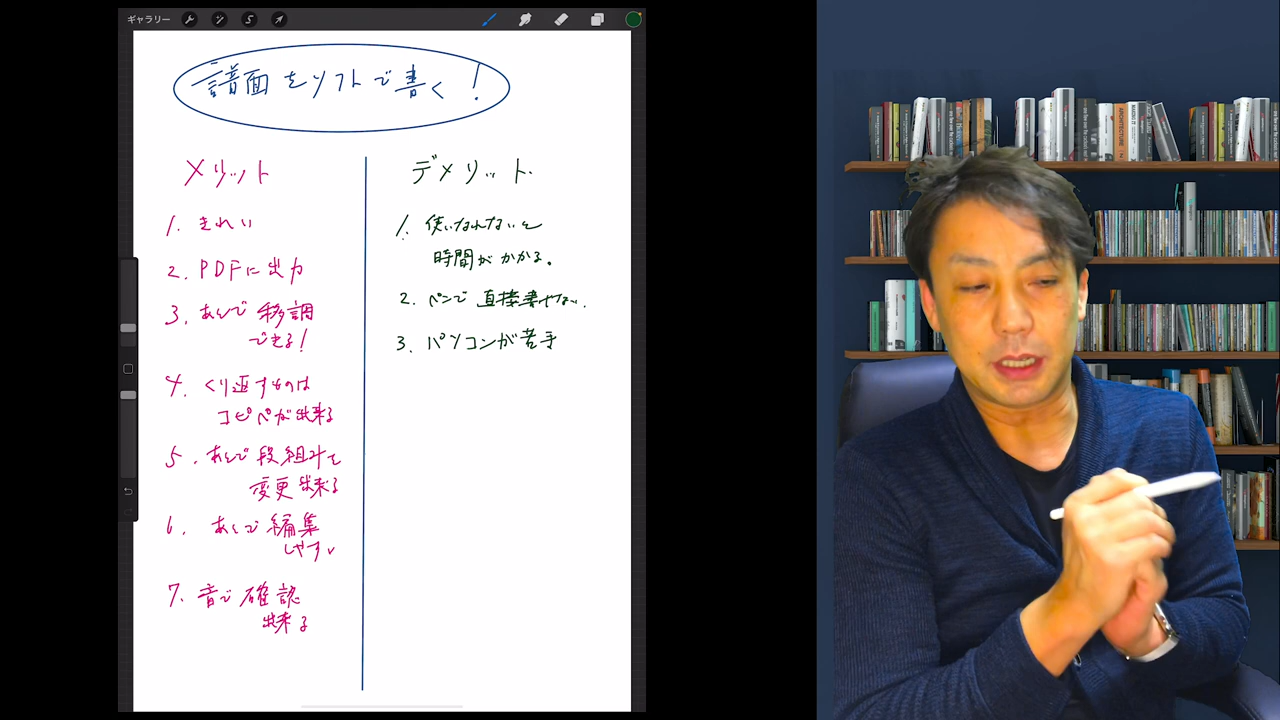 ギャラリー
譜面をソフトで書く!
メリット
1. きれい
2. PDFに出力
3. あとで移調
できる!
4. くり返すものは
コピペが出来る
5. あとで段組みを
変更出来る
6. あとで編集
しやすい
7. 音で確認
出来る
デメリット
1. 使いなれないと
時間がかかる。
2. ペンで直接書けない.
3. パソコンが苦手
ARCHITECTURE